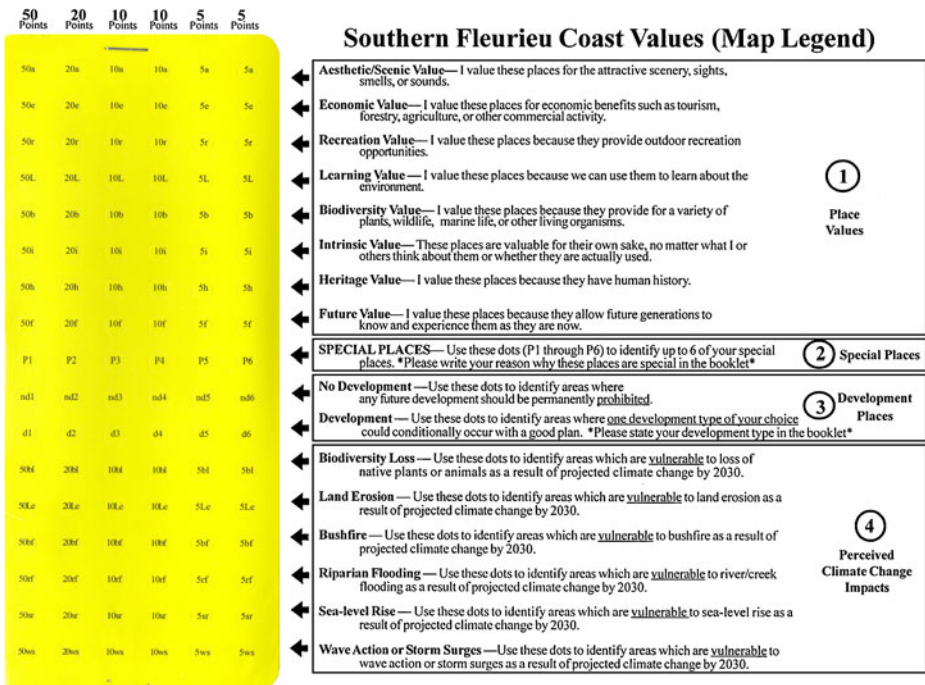 50 20 10 10 5 5
Points Points Points Points Points Points
Southern Fleurieu Coast Values (Map Legend)
50a 20a 10a 10a 5a 5a
Aesthetic/Scenic Value— I value these places for the attractive scenery, sights,
smells, or sounds.
50e 20e 10e 10e 5e 5e
Economic Value— I value these places for economic benefits such as tourism,
forestry, agriculture, or other commercial activity.
50r 20r 10r 10r 5r 5r
Recreation Value— I value these places because they provide outdoor recreation
opportunities.
50L 20L 10L 10L 5L 5L
Learning Value — I value these places because we can use them to learn about the
environment.
50b 20b 10b 10b 5b 5b
Biodiversity Value— I value these places because they provide for a variety of
plants, wildlife, marine life, or other living organisms.
50i 20i 10i 10i 5i 5i
Intrinsic Value— These places are valuable for their own sake, no matter what I or
others think about them or whether they are actually used.
50h 20h 10h 10h 5h 5h
Heritage Value— I value these places because they have human history.
50f 20f 10f 10f 5f 5f
Future Value— I value these places because they allow future generations to
know and experience them as they are now.
1
Place
Values
P1 P2 P3 P4 P5 P6
SPECIAL PLACES— Use these dots (P1 through P6) to identify up to 6 of your special
places. *Please write your reason why these places are special in the booklet*
2 Special Places
nd1 nd2 nd3 nd4 nd5 nd6
No Development —Use these dots to identify areas where
any future development should be permanently prohibited.
d1 d2 d3 d4 d5 d6
Development — Use these dots to identify areas where one development type of your choice
could conditionally occur with a good plan. *Please state your development type in the booklet*
3 Development
Places
50bl 20bl 10bl 10bl 5bl 5bl
Biodiversity Loss— Use these dots to identify areas which are vulnerable to loss of
native plants or animals as a result of projected climate change by 2030.
50Le 20Le 10Le 10Le 5Le 5Le
Land Erosion — Use these dots to identify areas which are vulnerable to land erosion as a
result of projected climate change by 2030.
50bf 20bf 10bf 10bf 5bf 5bf
Bushfire — Use these dots to identify areas which are vulnerable to bushfire as a result of
projected climate change by 2030.
50rf 20rf 10rf 10rf 5rf 5rf
Riparian Flooding — Use these dots to identify areas which are vulnerable to river/creek
flooding as a result of projected climate change by 2030.
50sr 20sr 10sr 10sr 5sr 5sr
Sea-level Rise — Use these dots to identify areas which are vulnerable to sea-level rise as a
result of projected climate change by 2030.
50ws 20ws 10ws 10ws 5ws 5ws
Wave Action or Storm Surges —Use these dots to identify areas which are vulnerable to
wave action or storm surges as a result of projected climate change by 2030.
4
Perceived
Climate Change
Impacts